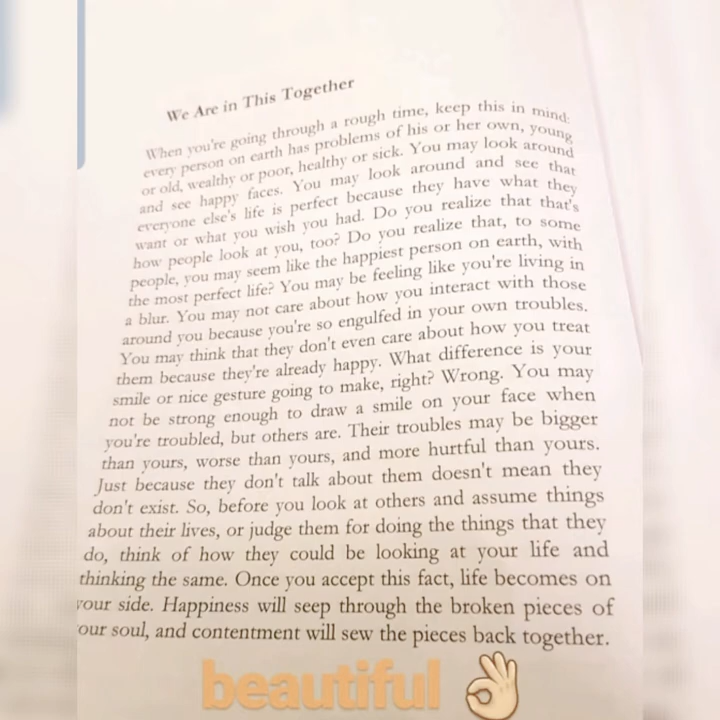 We Are in This Together
When you're going through a rough time, keep this in mind:
every person on earth has problems of his or her own, young
or old, wealthy or poor, healthy or sick. You may look around
and see happy faces. You may look around and see that
everyone else's life is perfect because they have what they
want or what you wish you had. Do you realize that that's
how people look at you, too? Do you realize that, to some
people, you may seem like the happiest person on earth, with
the most perfect life? You may be feeling like you're living in
a blur. You may not care about how you interact with those
around you because you're so engulfed in your own troubles.
You may think that they don't even care about how you treat
them because they're already happy. What difference is your
smile or nice gesture going to make, right? Wrong. You may
not be strong enough to draw a smile on your face when
you're troubled, but others are. Their troubles may be bigger
than yours, worse than yours, and more hurtful than yours.
Just because they don't talk about them doesn't mean they
don't exist. So, before you look at others and assume things
about their lives, or judge them for doing the things that they
do, think of how they could be looking at your life and
thinking the same. Once you accept this fact, life becomes on
your side. Happiness will seep through the broken pieces of
your soul, and contentment will sew the pieces back together.
beautiful 👌